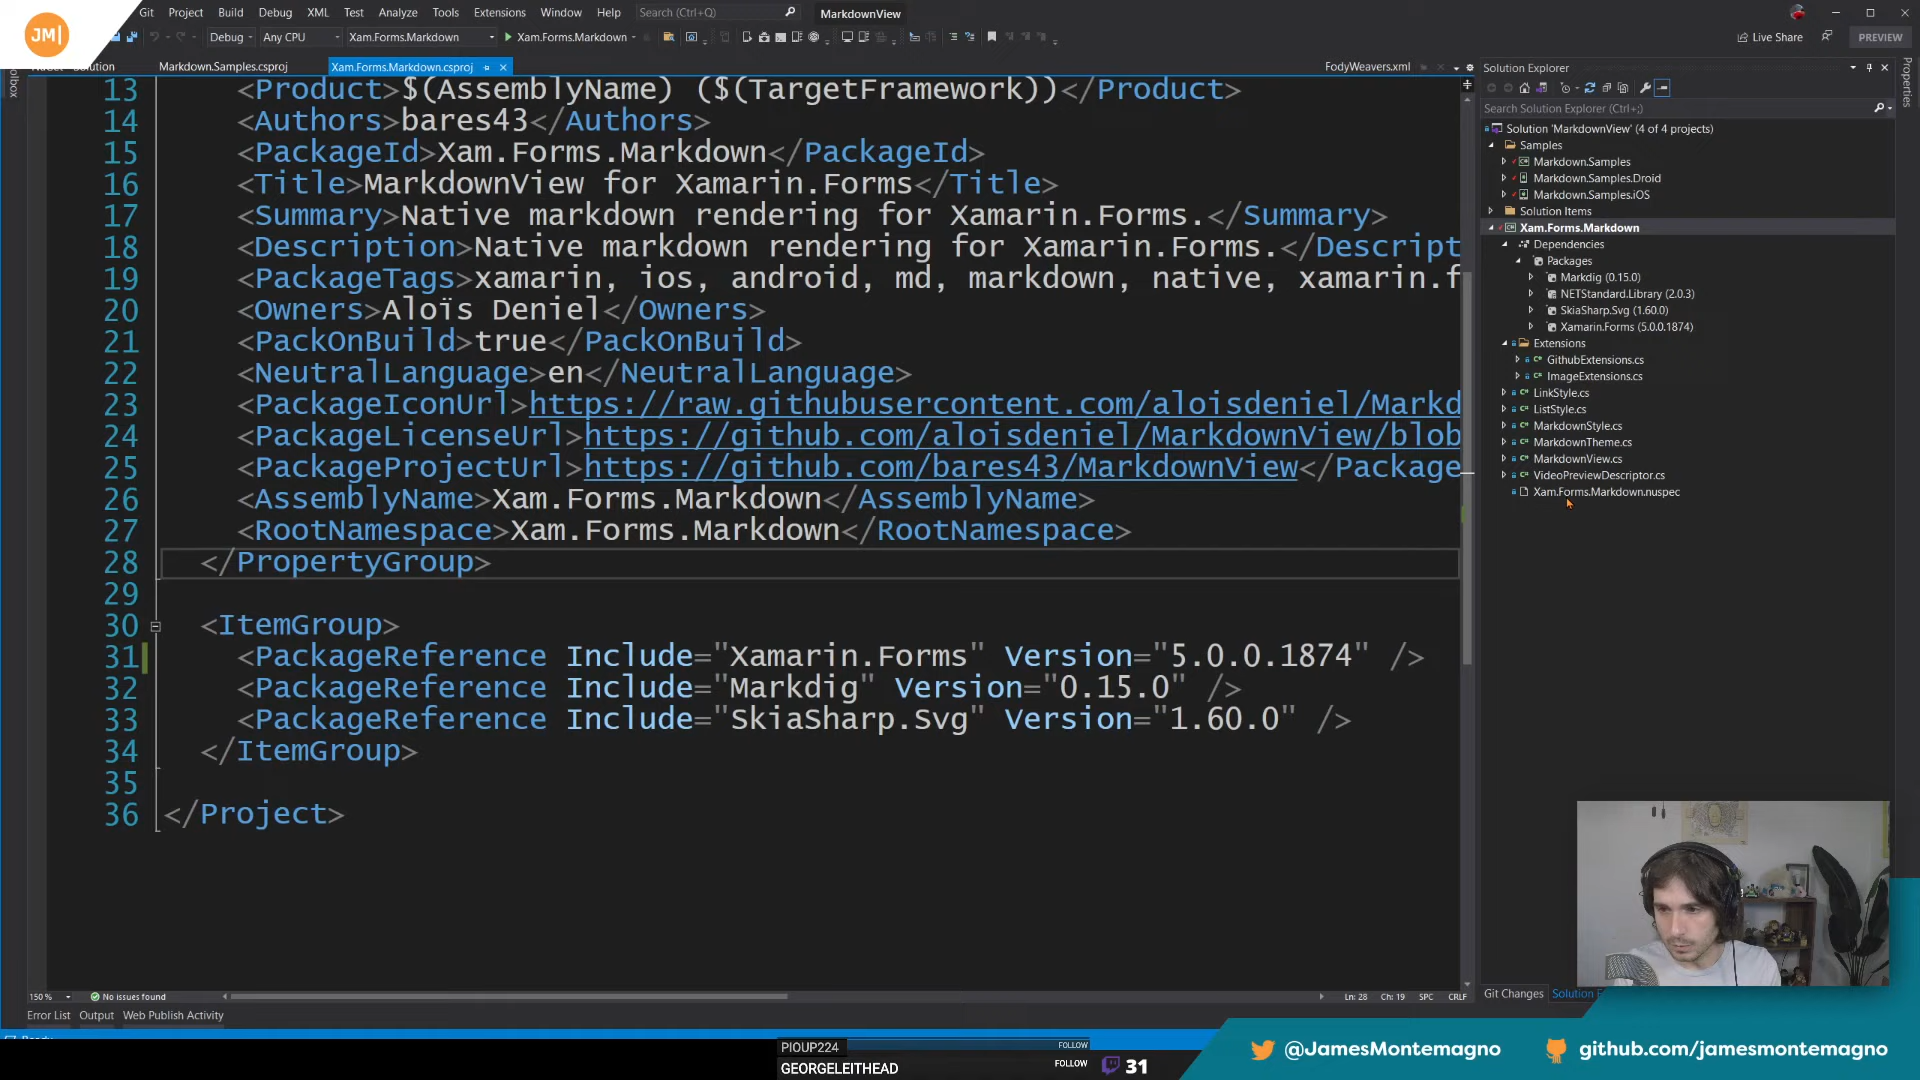 JM|
Git Project Build Debug XML Test Analyze Tools Extensions Window Help Search (Ctrl+Q) MarkdownView
Debug Any CPU Xam.Forms.Markdown Xam.Forms.Markdown Live Share PREVIEW
Markdown.Samples.csproj Xam.Forms.Markdown.csproj FodyWeavers.xml
13 <Product>$(AssemblyName) ($(TargetFramework))</Product>
14 <Authors>bares43</Authors>
15 <PackageId>Xam.Forms.Markdown</PackageId>
16 <Title>MarkdownView for Xamarin.Forms</Title>
17 <Summary>Native markdown rendering for Xamarin.Forms.</Summary>
18 <Description>Native markdown rendering for Xamarin.Forms.</Descript
19 <PackageTags>xamarin, ios, android, md, markdown, native, xamarin.f
20 <Owners>Aloïs Deniel</Owners>
21 <PackOnBuild>true</PackOnBuild>
22 <NeutralLanguage>en</NeutralLanguage>
23 <PackageIconUrl>https://raw.githubusercontent.com/aloisdeniel/Markd
24 <PackageLicenseUrl>https://github.com/aloisdeniel/MarkdownView/blob
25 <PackageProjectUrl>https://github.com/bares43/MarkdownView</Package
26 <AssemblyName>Xam.Forms.Markdown</AssemblyName>
27 <RootNamespace>Xam.Forms.Markdown</RootNamespace>
28 </PropertyGroup>
29
30 <ItemGroup>
31 <PackageReference Include="Xamarin.Forms" Version="5.0.0.1874" />
32 <PackageReference Include="Markdig" Version="0.15.0" />
33 <PackageReference Include="SkiaSharp.Svg" Version="1.60.0" />
34 </ItemGroup>
35
36 </Project>
150 % No issues found Ln: 28 Ch: 19 SPC CRLF
Error List Output Web Publish Activity
Solution Explorer
Search Solution Explorer (Ctrl+;)
Solution 'MarkdownView' (4 of 4 projects)
Samples
Markdown.Samples
Markdown.Samples.Droid
Markdown.Samples.iOS
Solution Items
Xam.Forms.Markdown
Dependencies
Packages
Markdig (0.15.0)
NETStandard.Library (2.0.3)
SkiaSharp.Svg (1.60.0)
Xamarin.Forms (5.0.0.1874)
Extensions
GithubExtensions.cs
ImageExtensions.cs
LinkStyle.cs
ListStyle.cs
MarkdownStyle.cs
MarkdownTheme.cs
MarkdownView.cs
VideoPreviewDescriptor.cs
Xam.Forms.Markdown.nuspec
Git Changes Solution
Properties
PIOUP224 FOLLOW
GEORGELEITHEAD FOLLOW 31
@JamesMontemagno github.com/jamesmontemagno